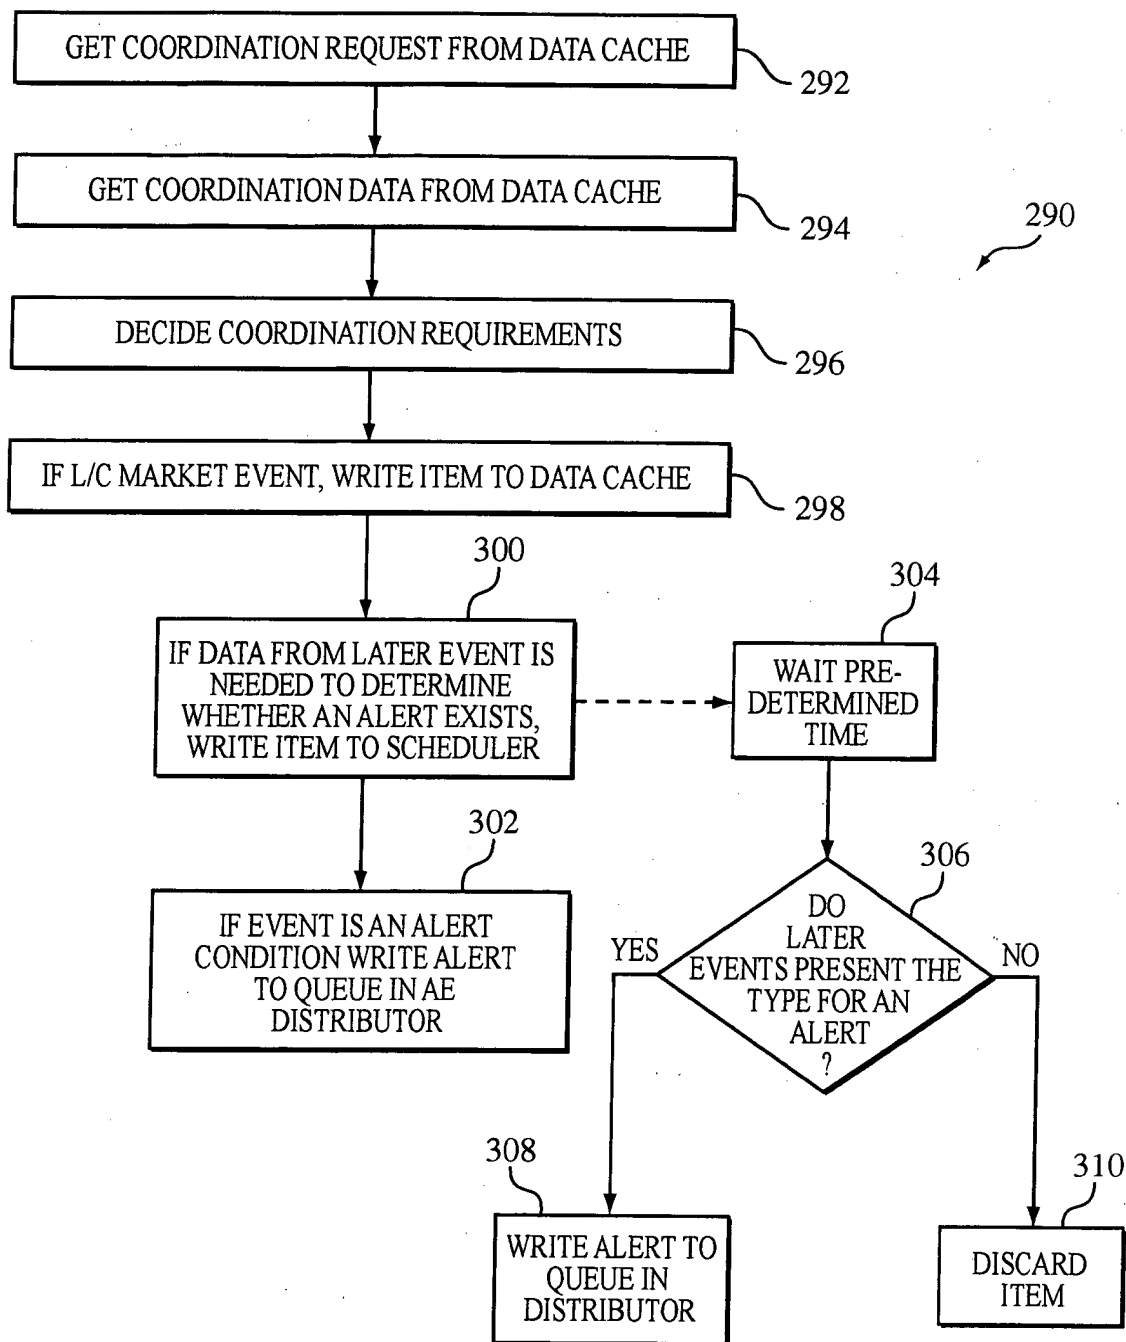 GET COORDINATION REQUEST FROM DATA CACHE
292
GET COORDINATION DATA FROM DATA CACHE
294
290
DECIDE COORDINATION REQUIREMENTS
296
IF L/C MARKET EVENT, WRITE ITEM TO DATA CACHE
298
300
IF DATA FROM LATER EVENT IS
NEEDED TO DETERMINE
WHETHER AN ALERT EXISTS,
WRITE ITEM TO SCHEDULER
304
WAIT PRE-
DETERMINED
TIME
302
IF EVENT IS AN ALERT
CONDITION WRITE ALERT
TO QUEUE IN AE
DISTRIBUTOR
306
DO
LATER
EVENTS PRESENT THE
TYPE FOR AN
ALERT
?
YES
NO
308
WRITE ALERT TO
QUEUE IN
DISTRIBUTOR
310
DISCARD
ITEM